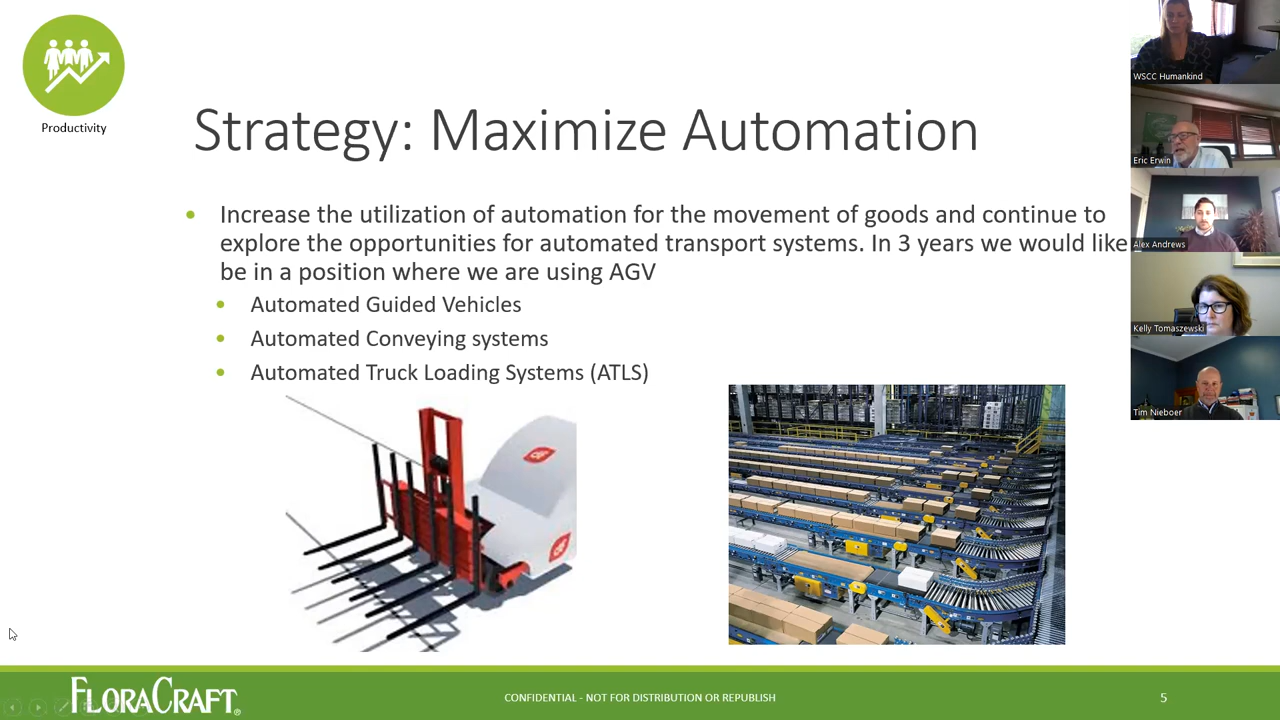 Productivity
Strategy: Maximize Automation
Increase the utilization of automation for the movement of goods and continue to
explore the opportunities for automated transport systems. In 3 years we would like
be in a position where we are using AGV
Automated Guided Vehicles
Automated Conveying systems
Automated Truck Loading Systems (ATLS)
WSCC Humankind
Eric Erwin
Alex Andrews
Kelly Tomaszewski
Tim Nieboer
FLORACRAFT®
CONFIDENTIAL - NOT FOR DISTRIBUTION OR REPUBLISH
5